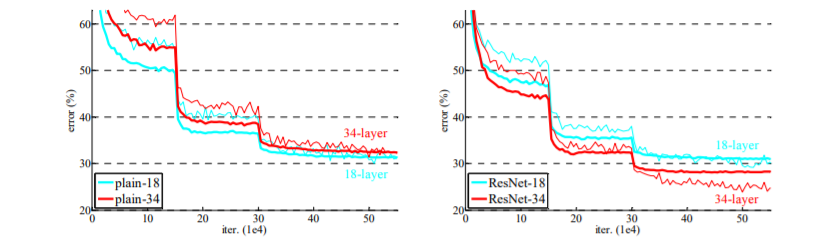 60
50
40
30
20
error (%)
0
10
20
30
40
50
iter. (1e4)
34-layer
18-layer
plain-18
plain-34
60
50
40
30
20
error (%)
0
10
20
30
40
50
iter. (1e4)
18-layer
34-layer
ResNet-18
ResNet-34